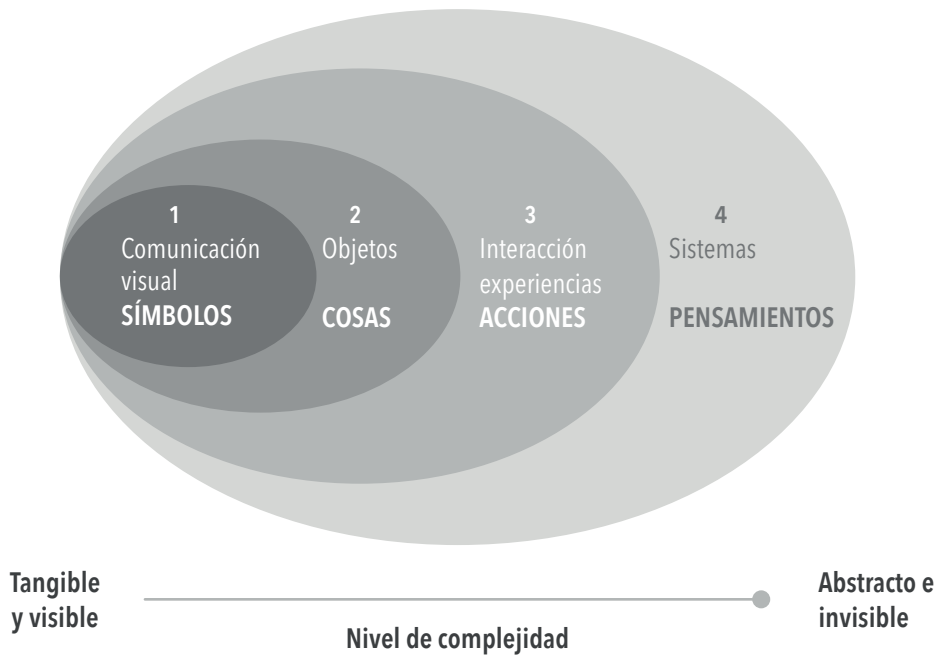 1
Comunicación
visual
SÍMBOLOS
2
Objetos
COSAS
3
Interacción
experiencias
ACCIONES
4
Sistemas
PENSAMIENTOS
Tangible
y visible
Nivel de complejidad
Abstracto e
invisible